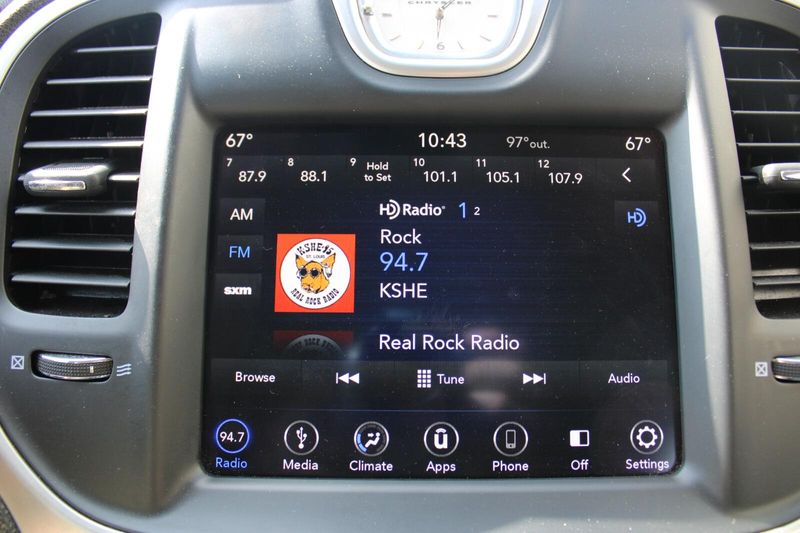 CHRYSLER
6
67° 10:43 97°out. 67°
7 87.9 8 88.1 9 Hold to Set 10 101.1 11 105.1 12 107.9
AM
HD Radio 1 2
HD
Rock
FM
94.7
KSHE 95
ST. LOUIS
REAL ROCK RADIO
sxm
KSHE
Real Rock Radio
Browse Tune Audio
94.7
Radio Media Climate Apps Phone Off Settings